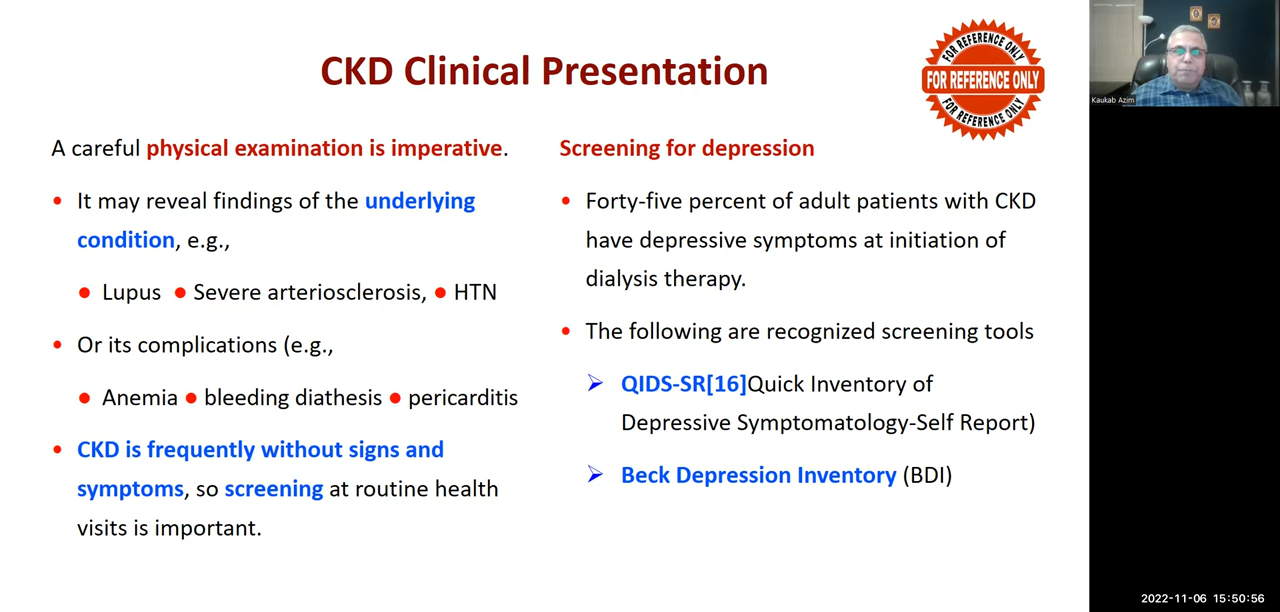 CKD Clinical Presentation
FOR REFERENCE ONLY
FOR REFERENCE ONLY
FOR REFERENCE ONLY
A careful physical examination is imperative.
• It may reveal findings of the underlying
condition, e.g.,
● Lupus ● Severe arteriosclerosis, ● HTN
• Or its complications (e.g.,
● Anemia ● bleeding diathesis ● pericarditis
• CKD is frequently without signs and
symptoms, so screening at routine health
visits is important.
Screening for depression
• Forty-five percent of adult patients with CKD
have depressive symptoms at initiation of
dialysis therapy.
• The following are recognized screening tools
➢ QIDS-SR[16]Quick Inventory of
Depressive Symptomatology-Self Report)
➢ Beck Depression Inventory (BDI)
Kaukab Azim
2022-11-06 15:50:56